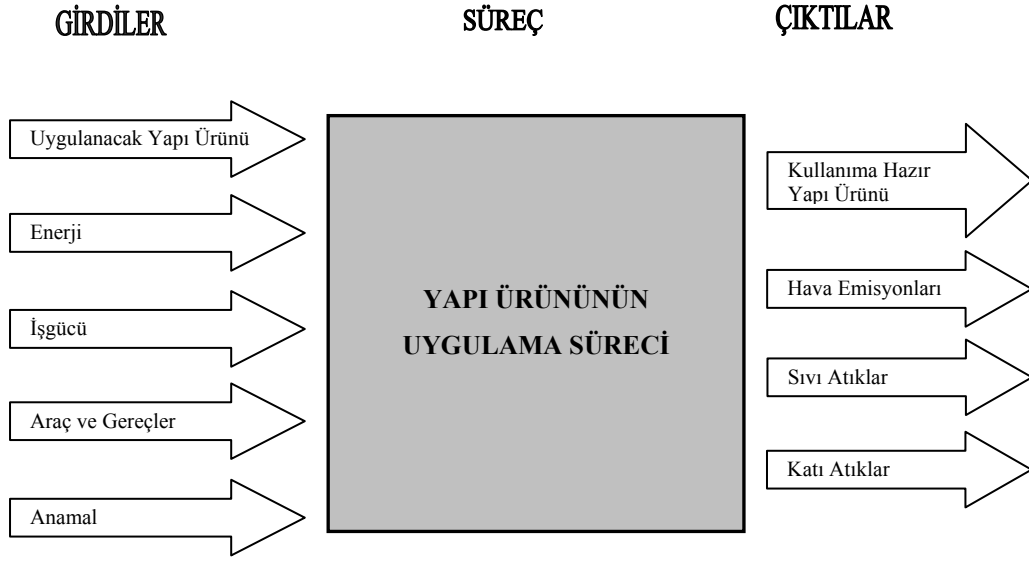 GİRDİLER
SÜREÇ
ÇIKTILAR
Uygulanacak Yapı Ürünü
Enerji
İşgücü
Araç ve Gereçler
Anamal
YAPI ÜRÜNÜNÜN
UYGULAMA SÜRECİ
Kullanıma Hazır
Yapı Ürünü
Hava Emisyonları
Sıvı Atıklar
Katı Atıklar